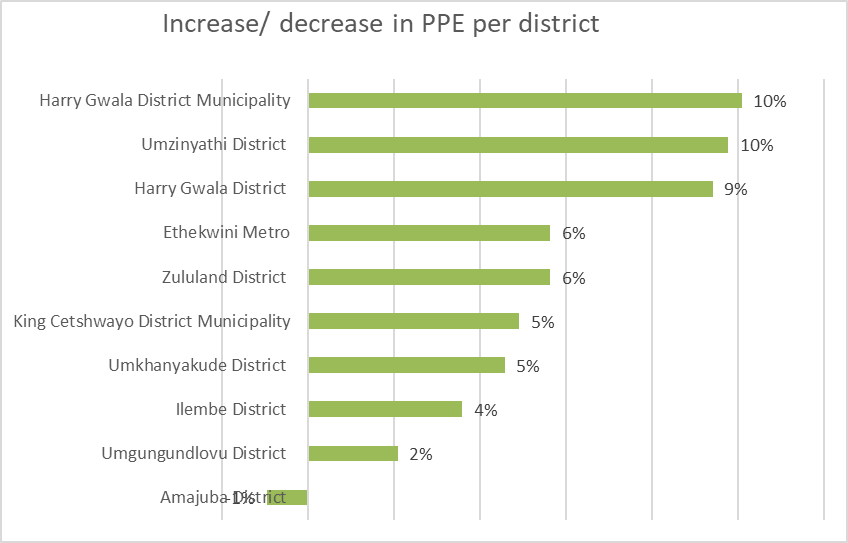 Increase/ decrease in PPE per district
Harry Gwala District Municipality 10%
Umzinyathi District 10%
Harry Gwala District 9%
Ethekwini Metro 6%
Zululand District 6%
King Cetshwayo District Municipality 5%
Umkhanyakude District 5%
Ilembe District 4%
Umgungundlovu District 2%
Amajuba District -1%